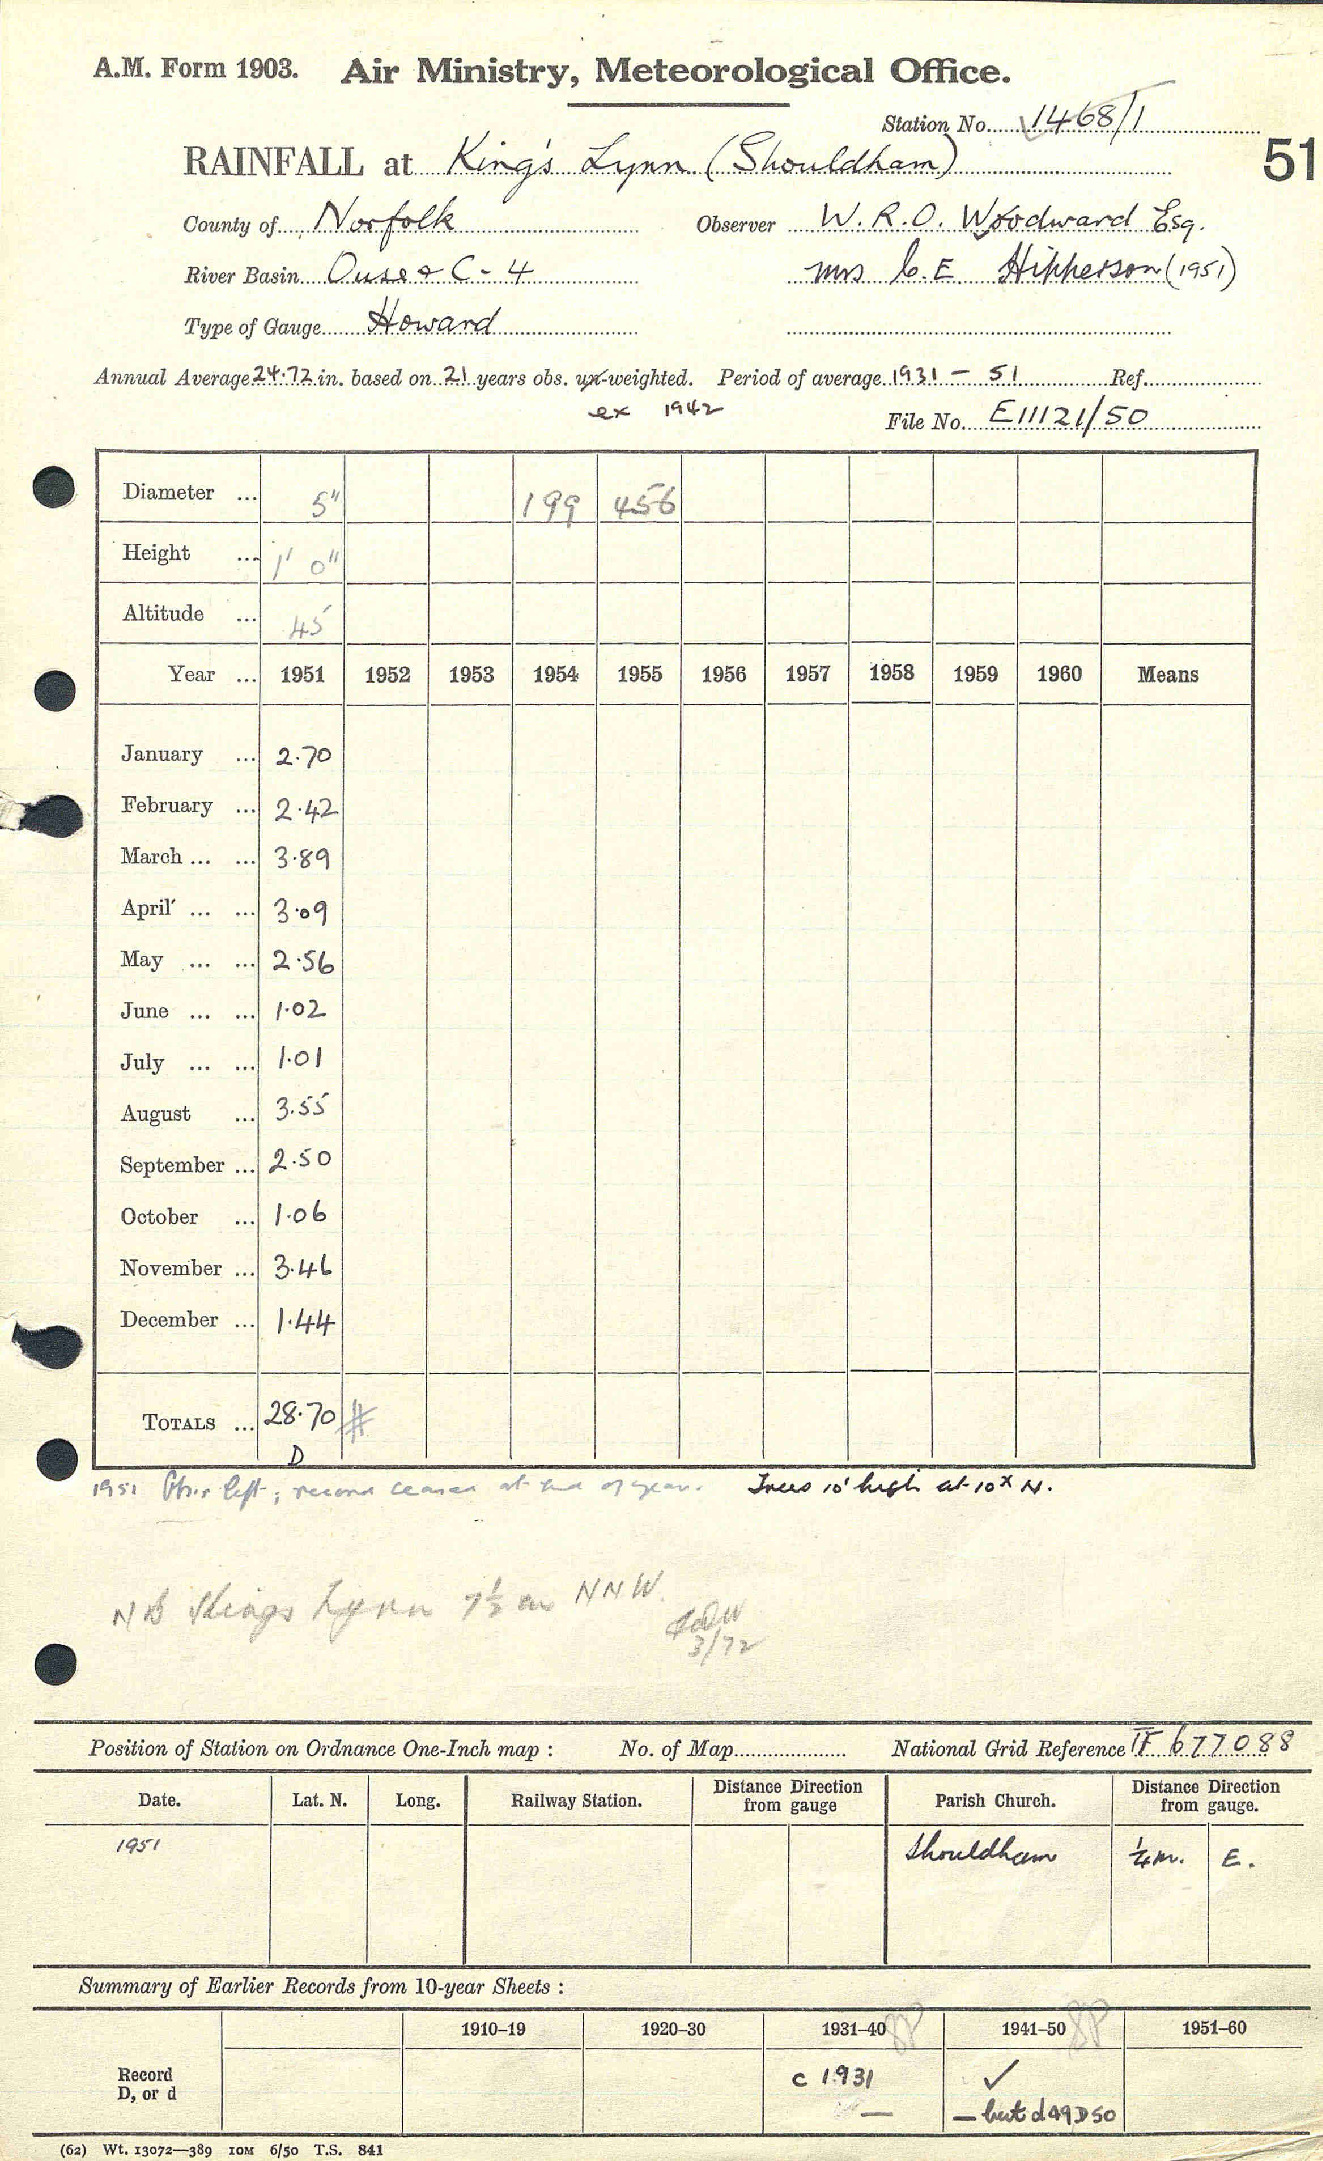 A.M. Form 1903. Air Ministry, Meteorological Office.
Station No. 1468/1
RAINFALL at King's Lynn (Shouldham)
51
County of Norfolk Observer W.R.O. Woodward Esq.
River Basin Ouse & C-4 Mrs C.E. Hipperson (1951)
Type of Gauge Howard
Annual Average 24.72 in. based on 21 years obs. un-weighted. Period of average 1931 - 51 Ref.
ex 1942
File No. E11121/50
Diameter ... 5" 199 456
Height ... 1' 0"
Altitude ... 45
Year ... 1951 1952 1953 1954 1955 1956 1957 1958 1959 1960 Means
January ... 2.70
February ... 2.42
March ... ... 3.89
April ... ... 3.09
May ... ... 2.56
June ... ... 1.02
July ... ... 1.01
August ... 3.55
September ... 2.50
October ... 1.06
November ... 3.46
December ... 1.44
TOTALS ... 28.70 #
D
1951 Obsr left; record ceased at end of year. Trees 10' high at 10x N.
NB Kings Lynn 7½ m NNW.
3/72
Position of Station on Ordnance One-Inch map : No. of Map National Grid Reference TF 677088
Date. Lat. N. Long. Railway Station. Distance Direction from gauge Parish Church. Distance Direction from gauge.
1951 Shouldham ¼ m. E.
Summary of Earlier Records from 10-year Sheets :
1910-19 1920-30 1931-40 SP 1941-50 SP 1951-60
Record D, or d c 1931 ✓
— — but d49 D50
(62) Wt. 13072—389 10M 6/50 T.S. 841